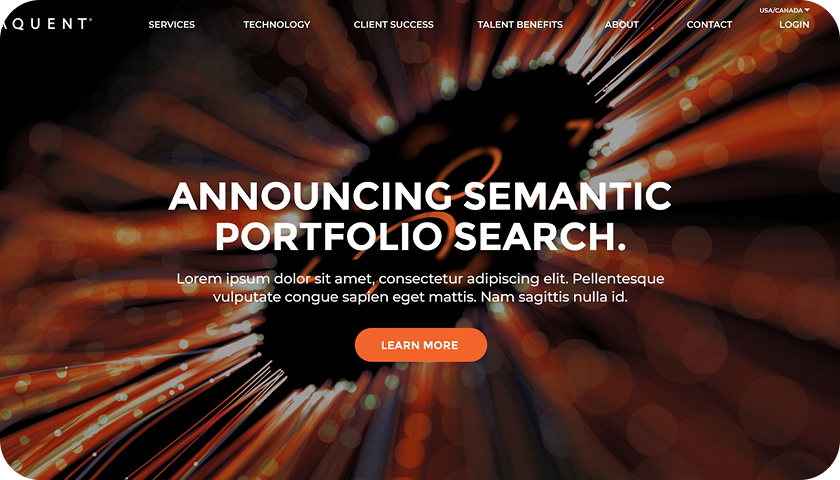 AQUENT®
USA/CANADA
SERVICES TECHNOLOGY CLIENT SUCCESS TALENT BENEFITS ABOUT CONTACT LOGIN
ANNOUNCING SEMANTIC
PORTFOLIO SEARCH.
Lorem ipsum dolor sit amet, consectetur adipiscing elit. Pellentesque
vulputate congue sapien eget mattis. Nam sagittis nulla id.
LEARN MORE